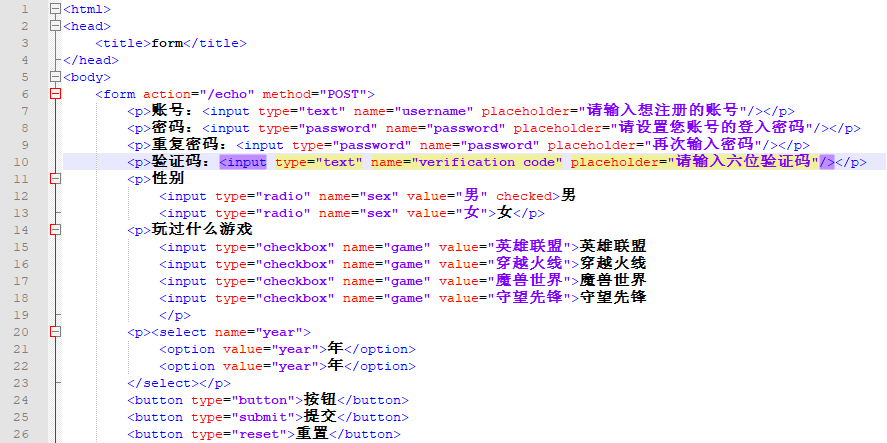 1 <html>
2 <head>
3 <title>form</title>
4 </head>
5 <body>
6 <form action="/echo" method="POST">
7 <p>账号：<input type="text" name="username" placeholder="请输入想注册的账号"/></p>
8 <p>密码：<input type="password" name="password" placeholder="请设置您账号的登入密码"/></p>
9 <p>重复密码：<input type="password" name="password" placeholder="再次输入密码"/></p>
10 <p>验证码：<input type="text" name="verification code" placeholder="请输入六位验证码"/></p>
11 <p>性别
12 <input type="radio" name="sex" value="男" checked>男
13 <input type="radio" name="sex" value="女">女</p>
14 <p>玩过什么游戏
15 <input type="checkbox" name="game" value="英雄联盟">英雄联盟
16 <input type="checkbox" name="game" value="穿越火线">穿越火线
17 <input type="checkbox" name="game" value="魔兽世界">魔兽世界
18 <input type="checkbox" name="game" value="守望先锋">守望先锋
19 </p>
20 <p><select name="year">
21 <option value="year">年</option>
22 <option value="year">年</option>
23 </select></p>
24 <button type="button">按钮</button>
25 <button type="submit">提交</button>
26 <button type="reset">重置</button>